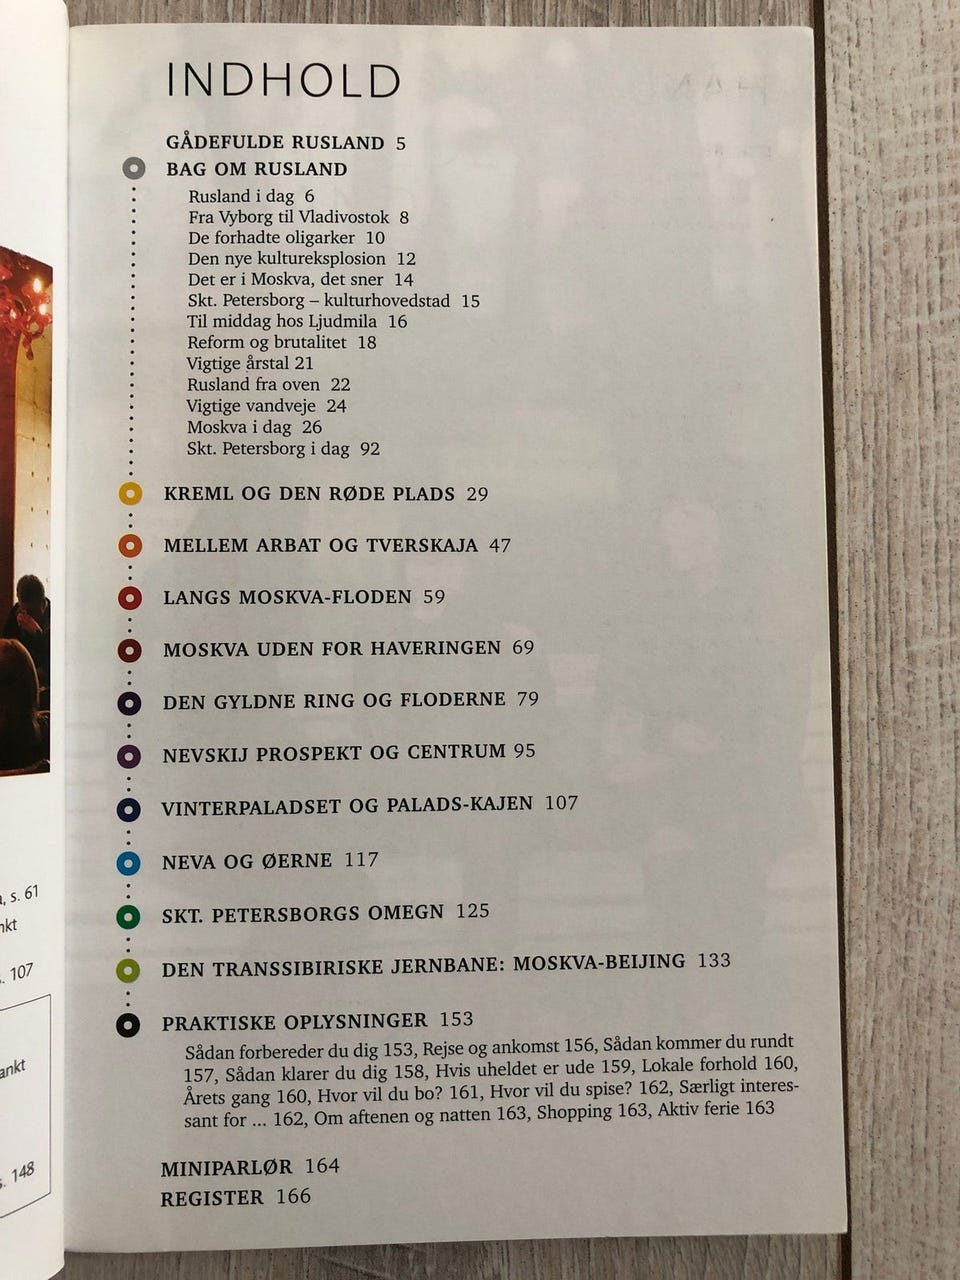 INDHOLD
GÅDEFULDE RUSLAND 5
BAG OM RUSLAND
Rusland i dag 6
Fra Vyborg til Vladivostok 8
De forhadte oligarker 10
Den nye kultureksplosion 12
Det er i Moskva, det sner 14
Skt. Petersborg – kulturhovedstad 15
Til middag hos Ljudmila 16
Reform og brutalitet 18
Vigtige årstal 21
Rusland fra oven 22
Vigtige vandveje 24
Moskva i dag 26
Skt. Petersborg i dag 92
KREML OG DEN RØDE PLADS 29
MELLEM ARBAT OG TVERSKAJA 47
LANGS MOSKVA-FLODEN 59
MOSKVA UDEN FOR HAVERINGEN 69
DEN GYLDNE RING OG FLODERNE 79
NEVSKIJ PROSPEKT OG CENTRUM 95
VINTERPALADSET OG PALADS-KAJEN 107
NEVA OG ØERNE 117
SKT. PETERSBORGS OMEGN 125
DEN TRANSSIBIRISKE JERNBANE: MOSKVA-BEIJING 133
PRAKTISKE OPLYSNINGER 153
Sådan forbereder du dig 153, Rejse og ankomst 156, Sådan kommer du rundt
157, Sådan klarer du dig 158, Hvis uheldet er ude 159, Lokale forhold 160,
Årets gang 160, Hvor vil du bo? 161, Hvor vil du spise? 162, Særligt interes-
sant for ... 162, Om aftenen og natten 163, Shopping 163, Aktiv ferie 163
MINIPARLØR 164
REGISTER 166
s. 61
107
s. 148